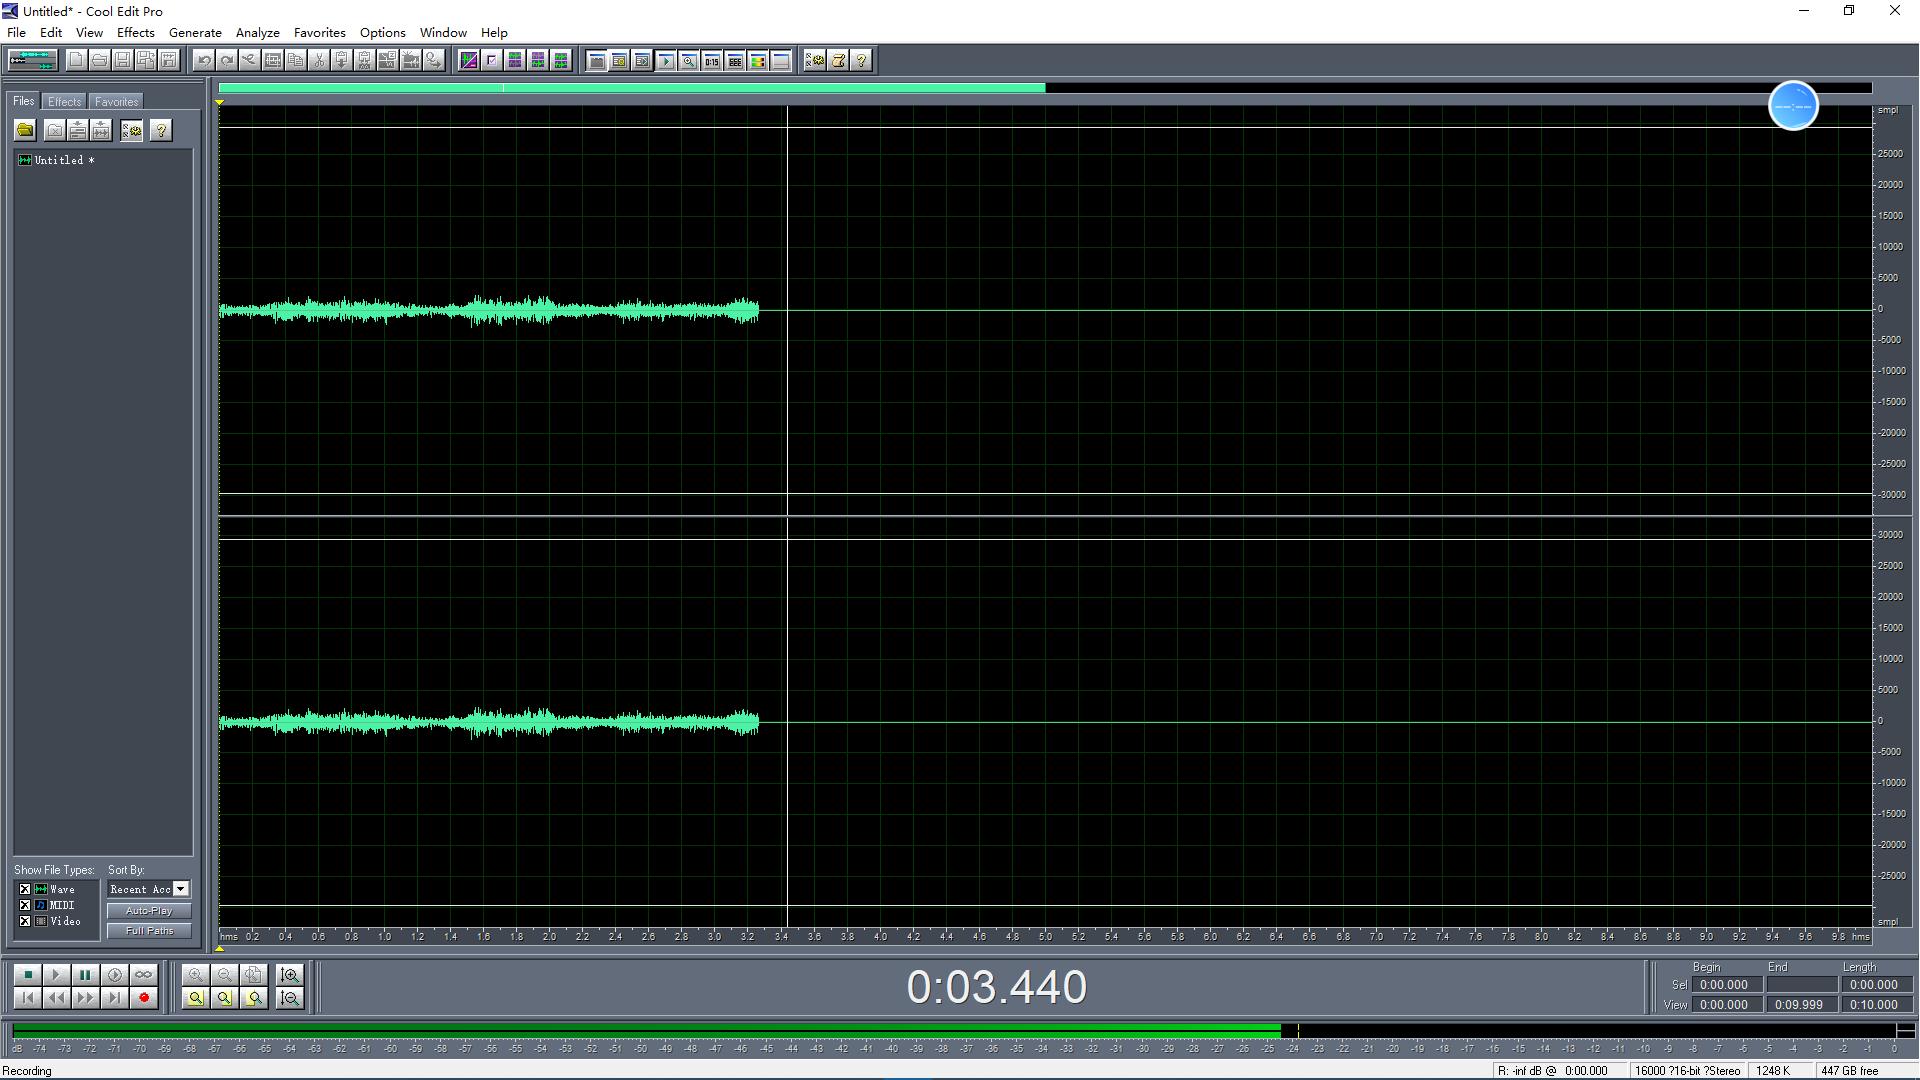 Untitled* - Cool Edit Pro
File Edit View Effects Generate Analyze Favorites Options Window Help
Files Effects Favorites
Untitled *
smpl
25000
20000
15000
10000
5000
0
-5000
-10000
-15000
-20000
-25000
-30000
30000
25000
20000
15000
10000
5000
0
-5000
-10000
-15000
-20000
-25000
smpl
hms 0.2 0.4 0.6 0.8 1.0 1.2 1.4 1.6 1.8 2.0 2.2 2.4 2.6 2.8 3.0 3.2 3.4 3.6 3.8 4.0 4.2 4.4 4.6 4.8 5.0 5.2 5.4 5.6 5.8 6.0 6.2 6.4 6.6 6.8 7.0 7.2 7.4 7.6 7.8 8.0 8.2 8.4 8.6 8.8 9.0 9.2 9.4 9.6 9.8 hms
Show File Types: Sort By:
Wave Recent Acc
MIDI Auto-Play
Video Full Paths
0:03.440
Begin End Length
Sel 0:00.000 0:00.000
View 0:00.000 0:09.999 0:10.000
dB -74 -73 -72 -71 -70 -69 -68 -67 -66 -65 -64 -63 -62 -61 -60 -59 -58 -57 -56 -55 -54 -53 -52 -51 -50 -49 -48 -47 -46 -45 -44 -43 -42 -41 -40 -39 -38 -37 -36 -35 -34 -33 -32 -31 -30 -29 -28 -27 -26 -25 -24 -23 -22 -21 -20 -19 -18 -17 -16 -15 -14 -13 -12 -11 -10 -9 -8 -7 -6 -5 -4 -3 -2 -1 0
Recording R: -inf dB @ 0:00.000 16000 ?16-bit ?Stereo 1248 K 447 GB free